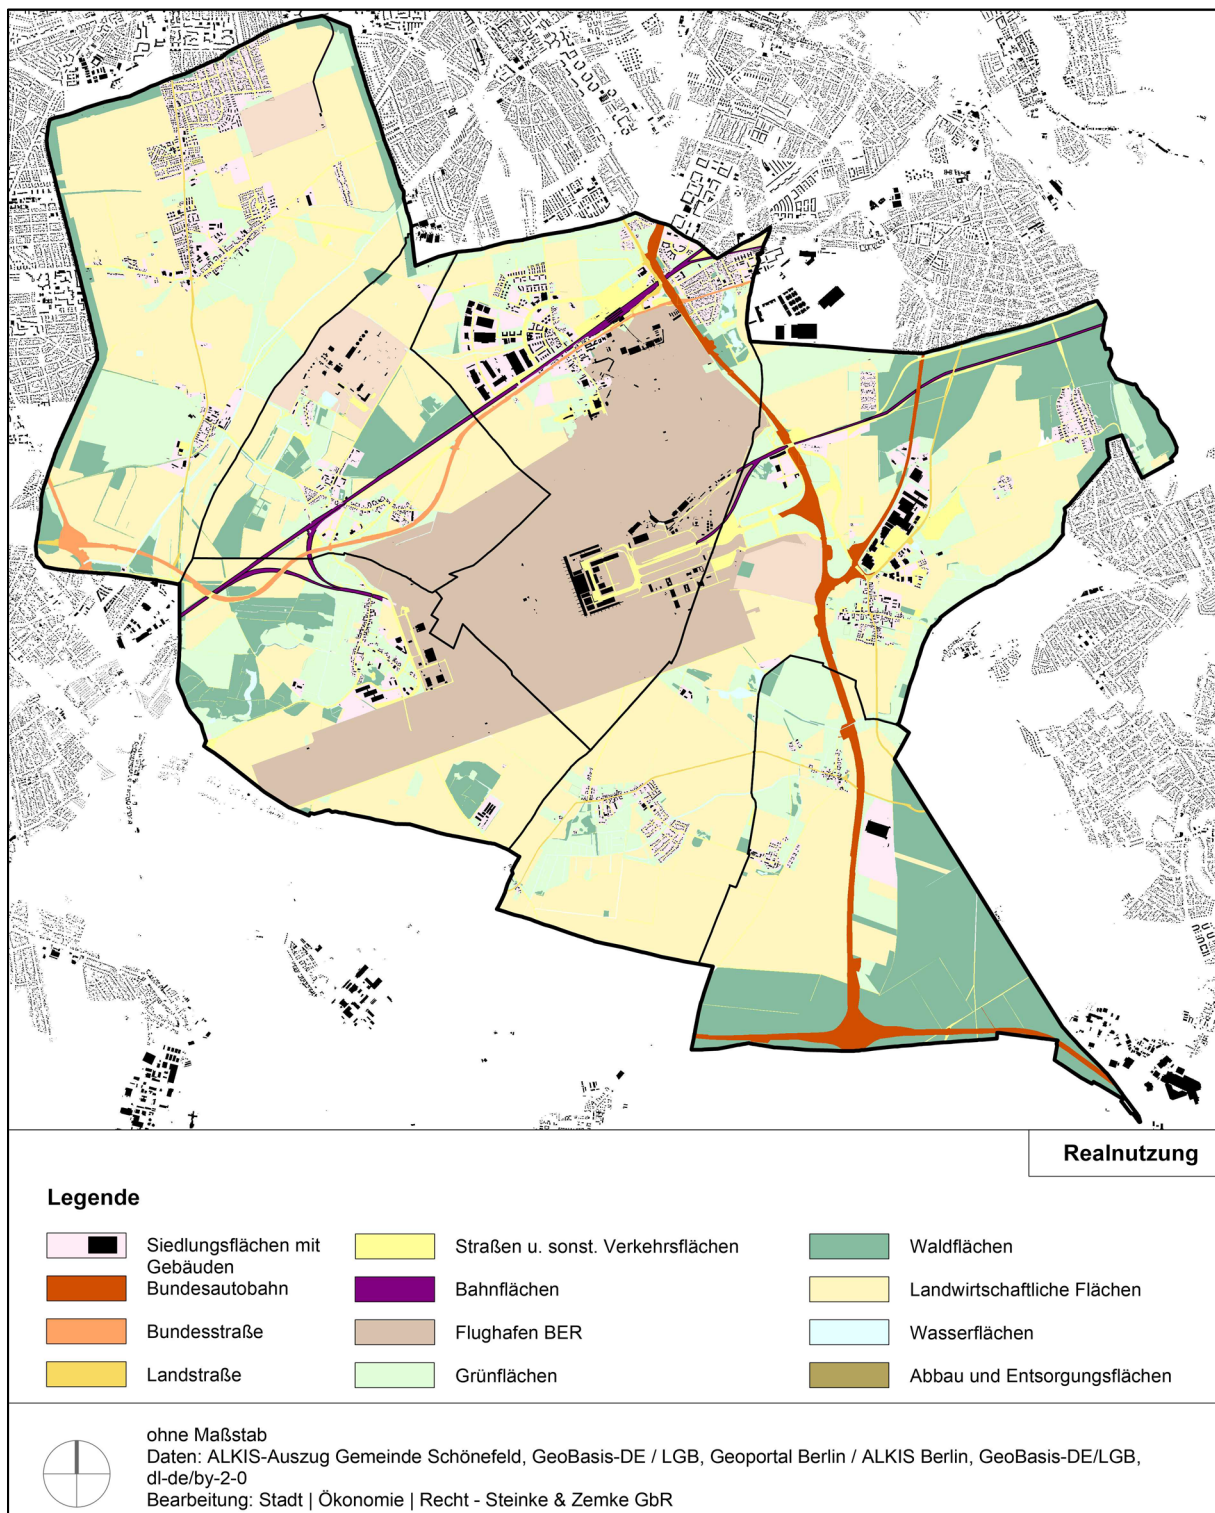 Realnutzung
Legende
Siedlungsflächen mit
Gebäuden
Bundesautobahn
Bundesstraße
Landstraße
Straßen u. sonst. Verkehrsflächen
Bahnflächen
Flughafen BER
Grünflächen
Waldflächen
Landwirtschaftliche Flächen
Wasserflächen
Abbau und Entsorgungsflächen
ohne Maßstab
Daten: ALKIS-Auszug Gemeinde Schönefeld, GeoBasis-DE / LGB, Geoportal Berlin / ALKIS Berlin, GeoBasis-DE/LGB,
dl-de/by-2-0
Bearbeitung: Stadt | Ökonomie | Recht - Steinke & Zemke GbR